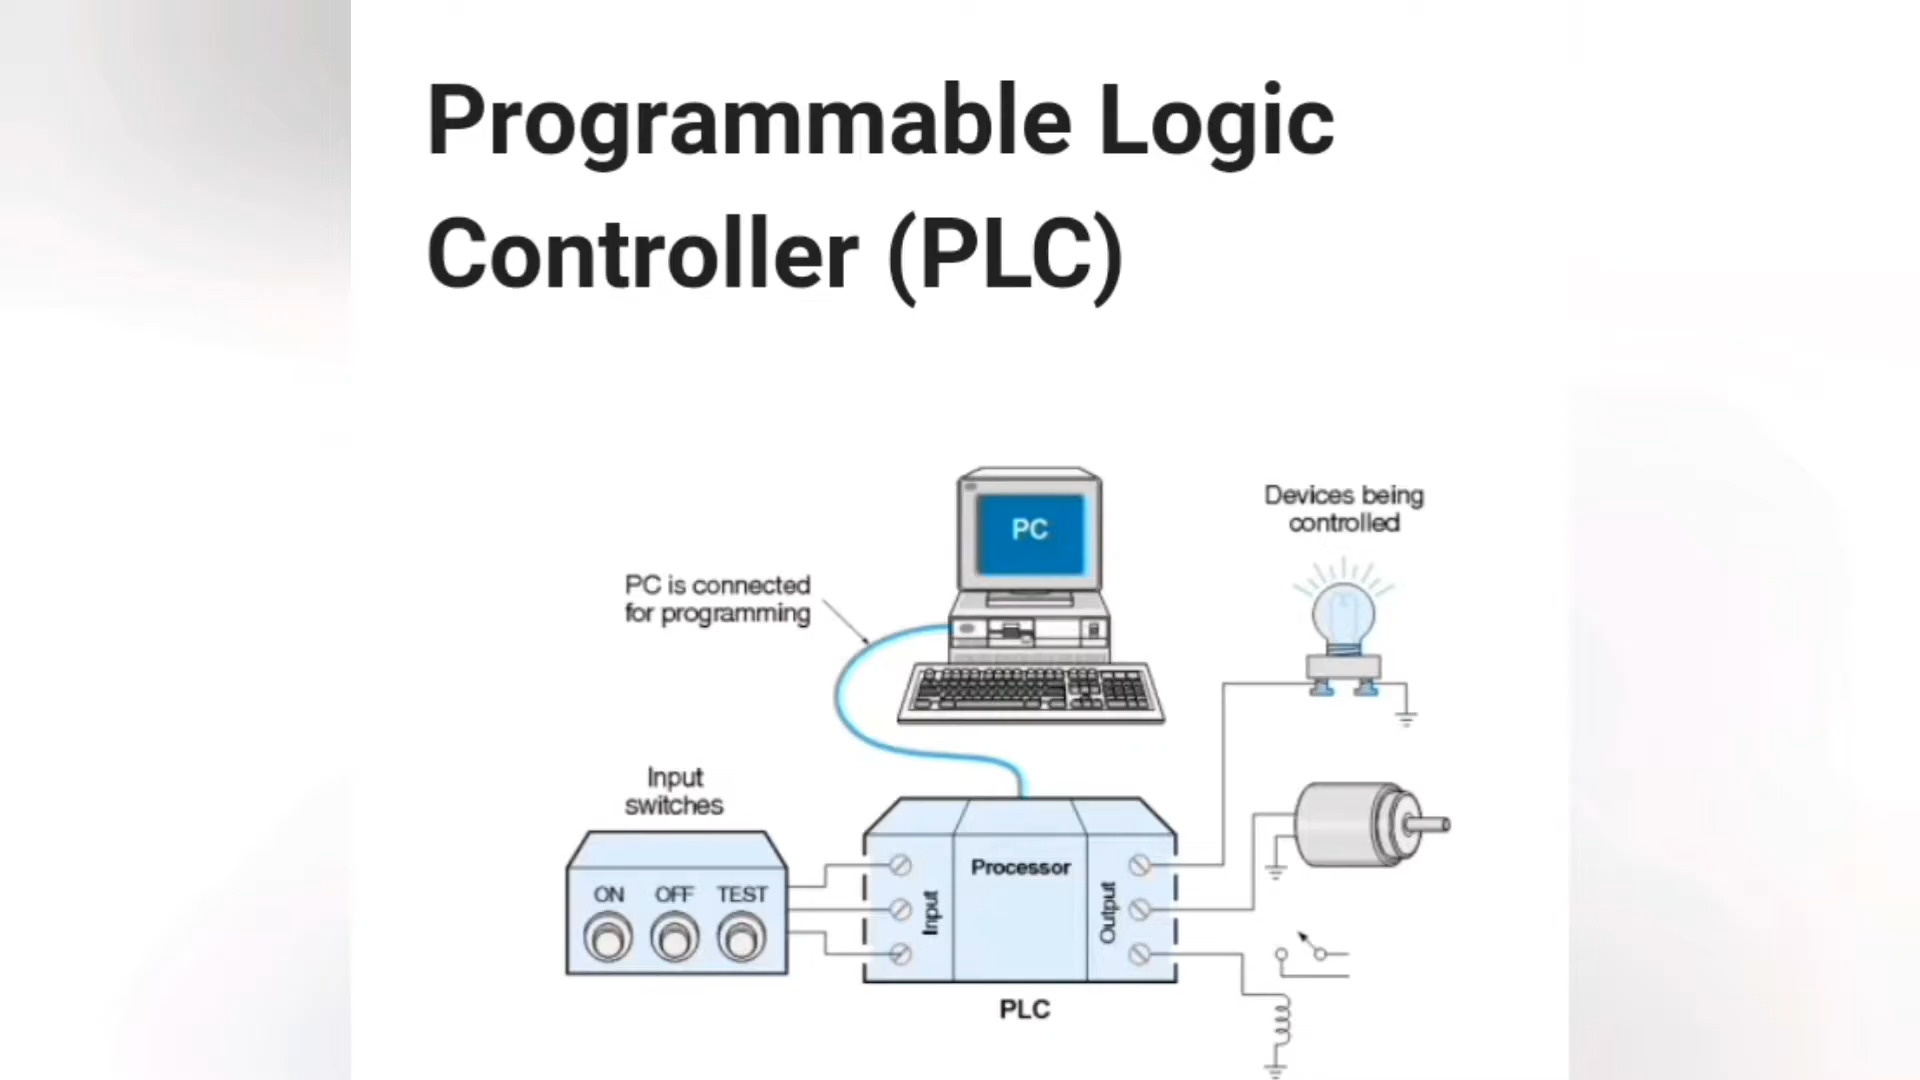 Programmable Logic
Controller (PLC)
PC
Devices being
controlled
PC is connected
for programming
Input
switches
ON OFF TEST
Input
Processor
Output
PLC